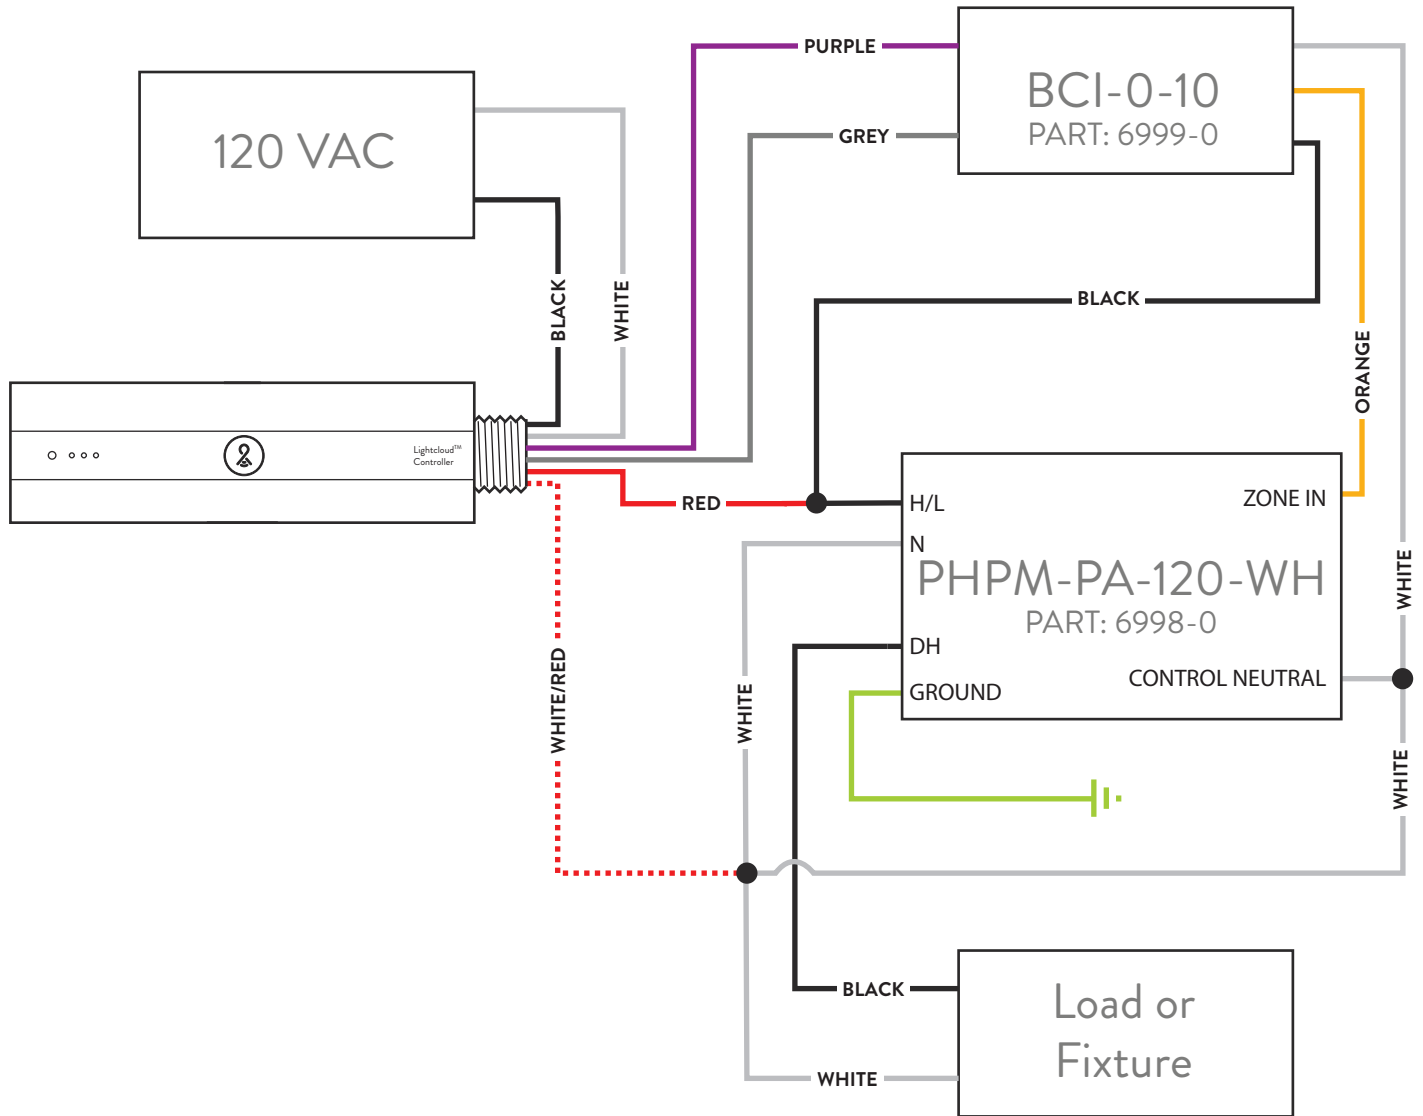 PURPLE
BCI-0-10
PART: 6999-0
120 VAC
GREY
BLACK
WHITE
BLACK
ORANGE
Lightcloud™
Controller
RED
H/L
ZONE IN
N
PHPM-PA-120-WH
PART: 6998-0
WHITE
DH
GROUND
CONTROL NEUTRAL
WHITE/RED
WHITE
WHITE
BLACK
Load or
Fixture
WHITE